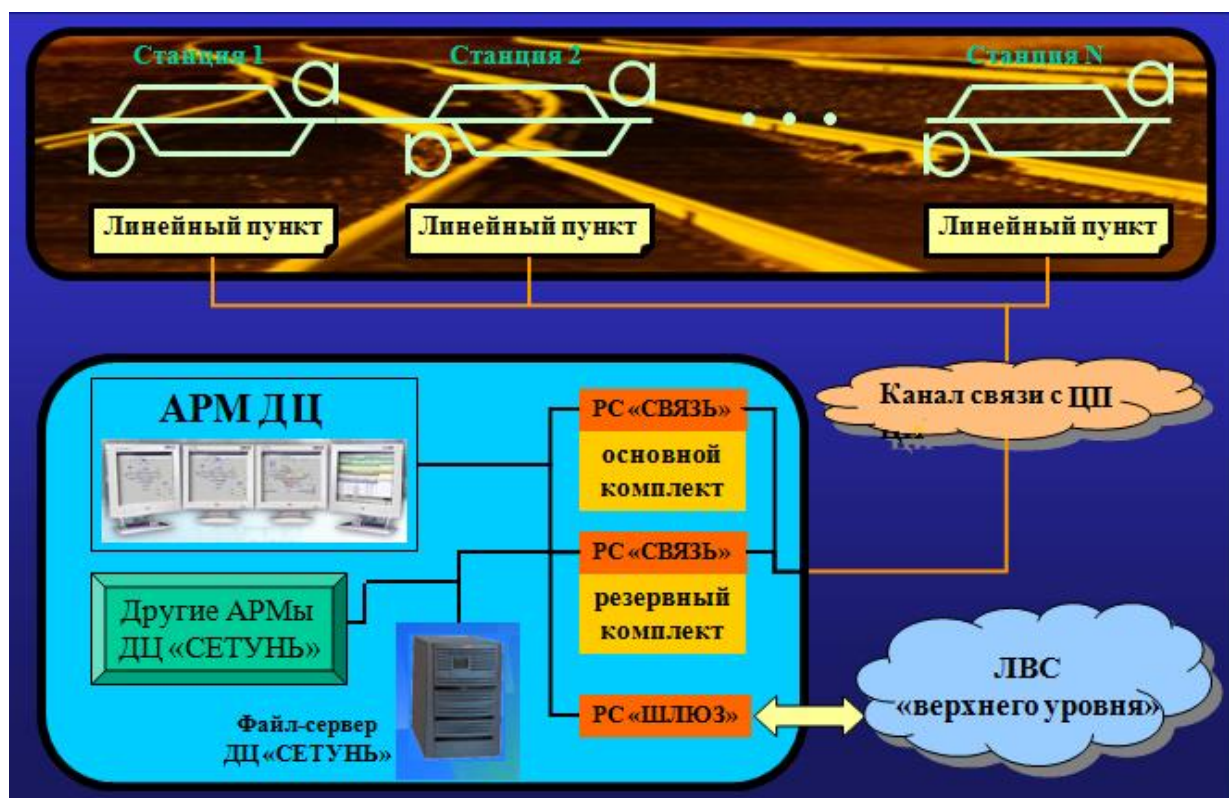 Станция 1
Станция 2
Станция N
Линейный пункт
Линейный пункт
Линейный пункт
Канал связи с ЦП
АРМ ДЦ
РС «СВЯЗЬ»
основной
комплект
РС «СВЯЗЬ»
резервный
комплект
Другие АРМы
ДЦ «СЕТУНЬ»
Файл-сервер
ДЦ «СЕТУНЬ»
РС «ШЛЮЗ»
ЛВС
«верхнего уровня»